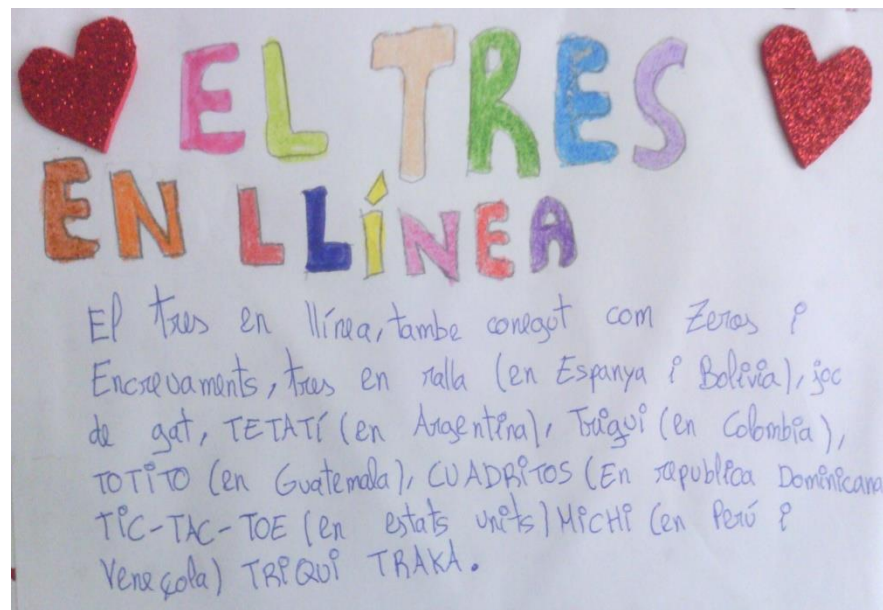 EL TRES
EN LLÍNEA
El tres en llínea, tambe conegut com Zeros i
Encreuaments, tres en ralla (en Espanya i Bolivia), joc
de gat, TETATÍ (en Argentina), Triqui (en Colombia),
TOTITO (en Guatemala), CUADRITOS (En republica Dominicana
TIC-TAC-TOE (en estats units) MICHI (en Perú i
Veneçola) TRIQUI TRAKA.